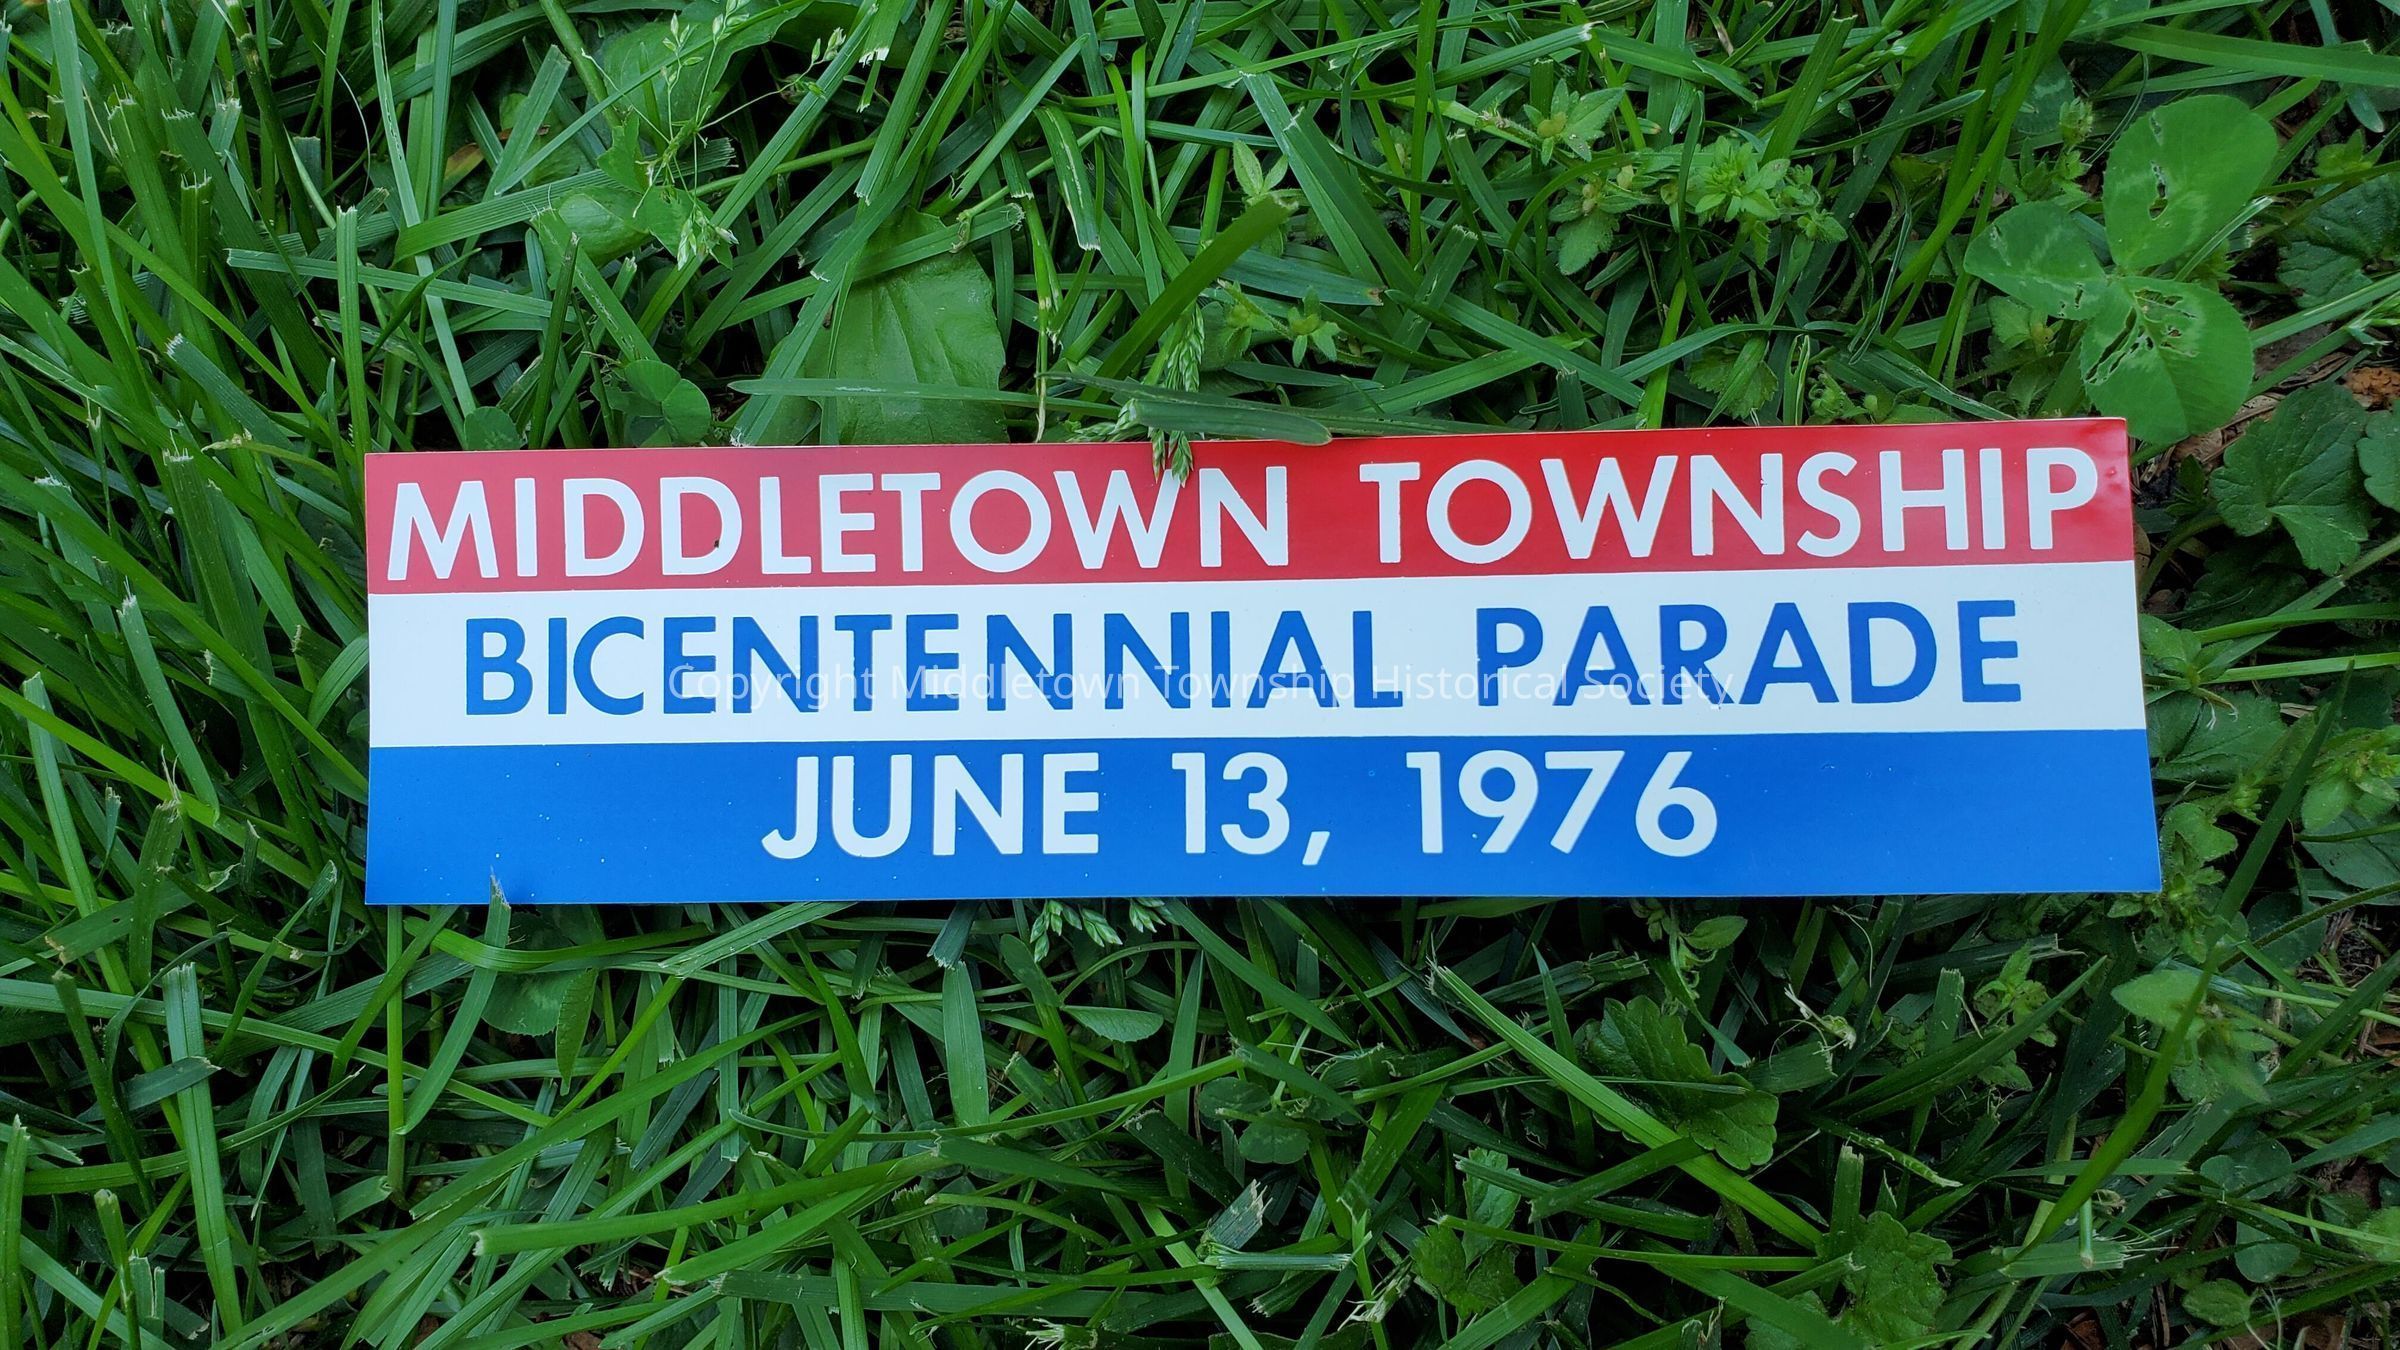 MIDDLETOWN TOWNSHIP
BICENTENNIAL PARADE
Copyright Middletown Township Historical Society
JUNE 13, 1976